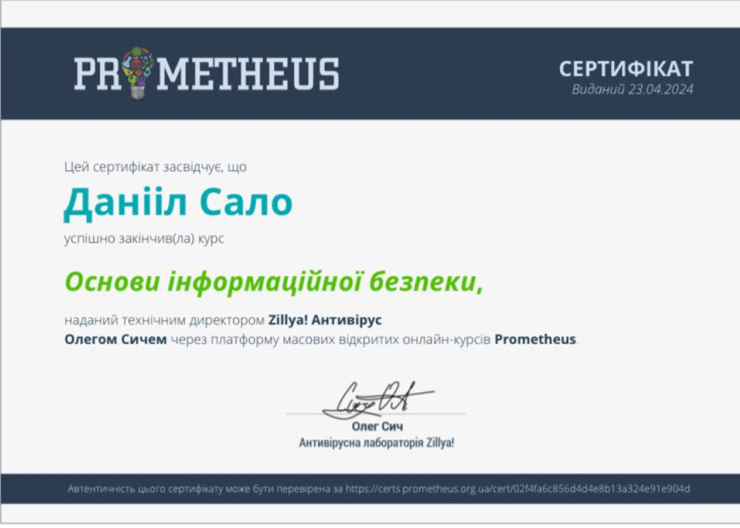 PROMETHEUS
СЕРТИФІКАТ
Виданий 23.04.2024
Цей сертифікат засвідчує, що
Данііл Сало
успішно закінчив(ла) курс
Основи інформаційної безпеки,
наданий технічним директором Zillya! Антивірус
Олегом Сичем через платформу масових відкритих онлайн-курсів Prometheus.
Олег Сич
Антивірусна лабораторія Zillya!
Автентичність цього сертифікату може бути перевірена за https://certs.prometheus.org.ua/cert/02f4fa6c856d4d4e8b13a324e91e904d